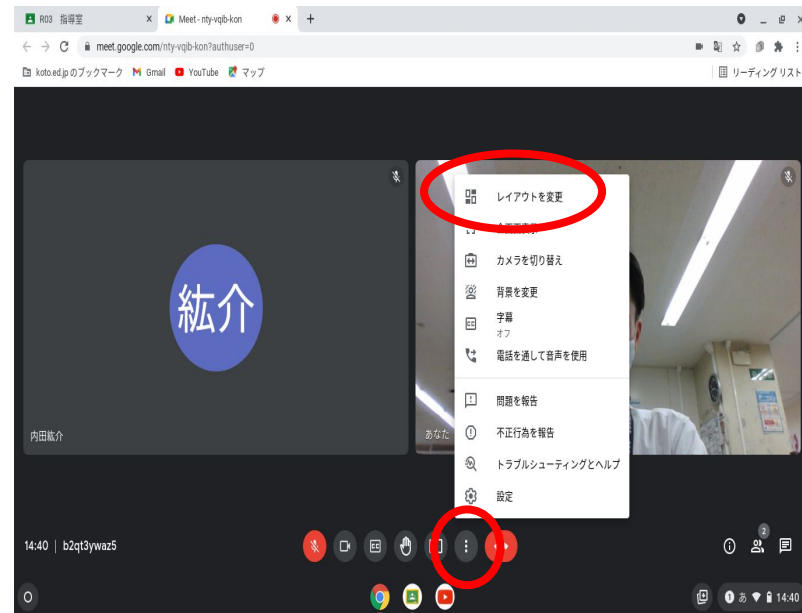 R03 指導室
Meet - nty-vqib-kon
meet.google.com/nty-vqib-kon?authuser=0
koto.ed.jp のブックマーク Gmail YouTube マップ
リーディング リスト
紘介
内田紘介
あなた
レイアウトを変更
カメラを切り替え
背景を変更
字幕
オフ
電話を通して音声を使用
問題を報告
不正行為を報告
トラブルシューティングとヘルプ
設定
14:40 | b2qt3ywaz5
2
1 あ 14:40